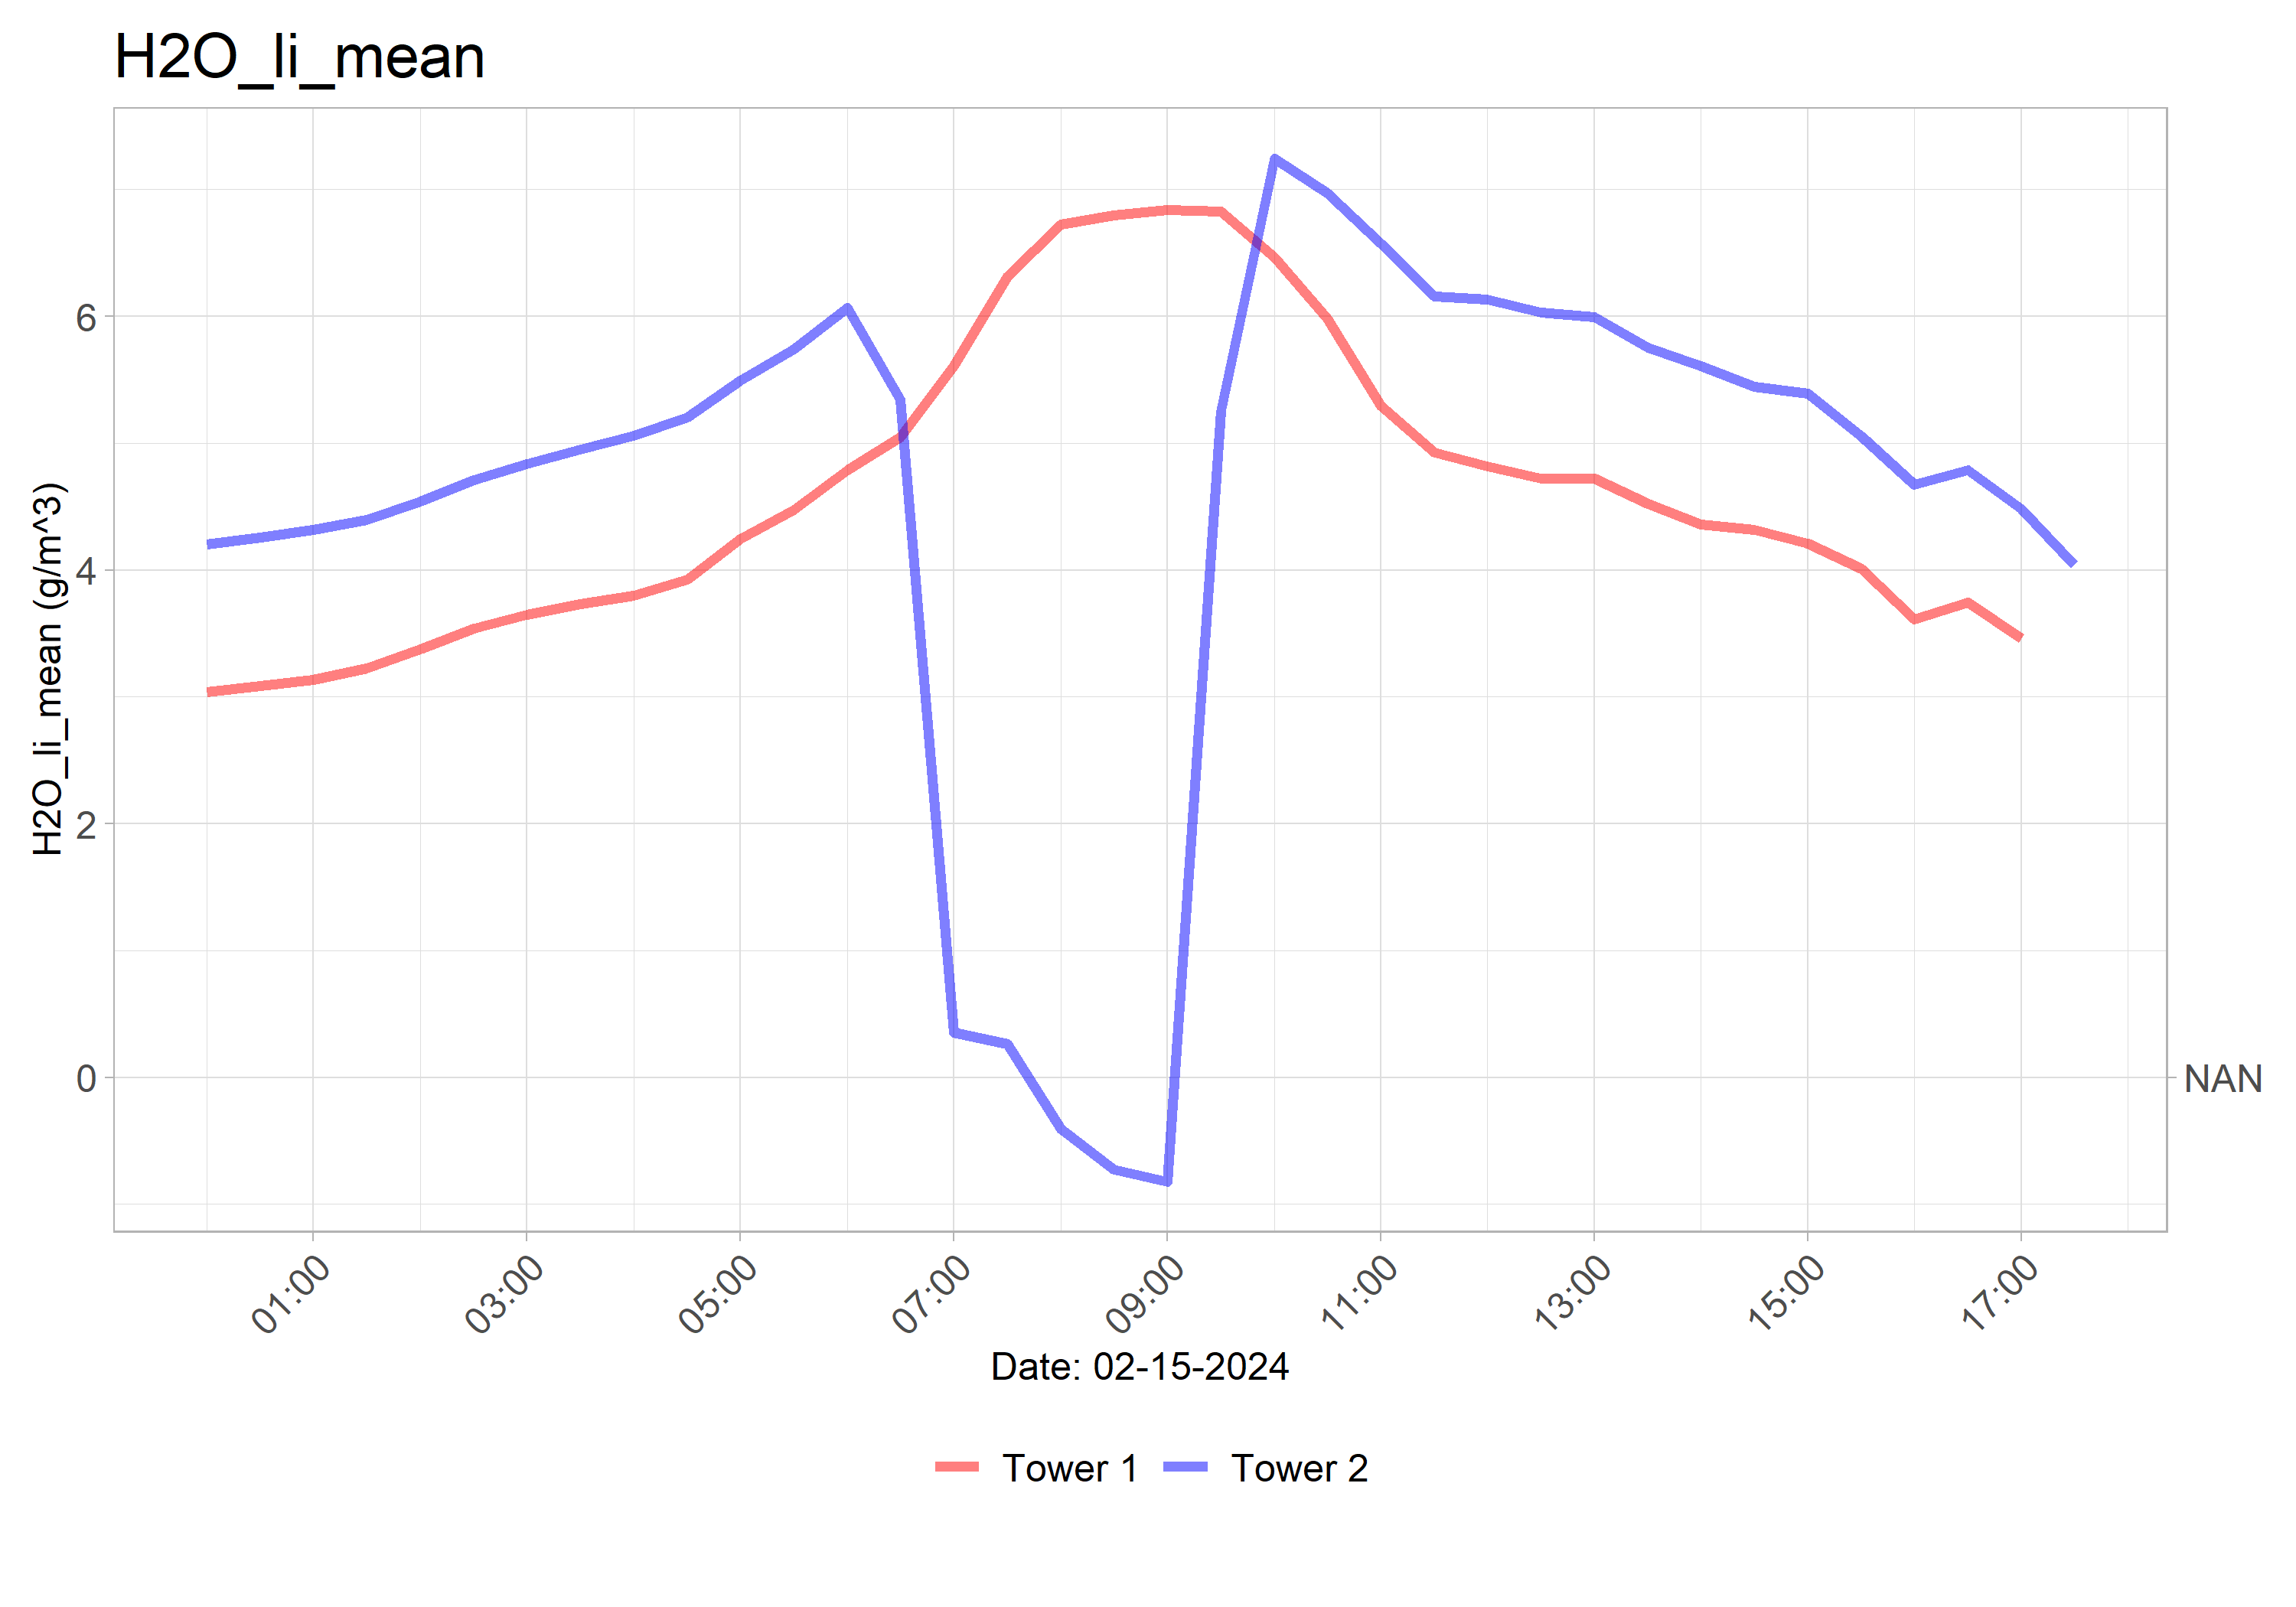 H2O_li_mean
H2O_li_mean (g/m^3)
6
4
2
0
NAN
01:00 03:00 05:00 07:00 09:00 11:00 13:00 15:00 17:00
Date: 02-15-2024
Tower 1 Tower 2